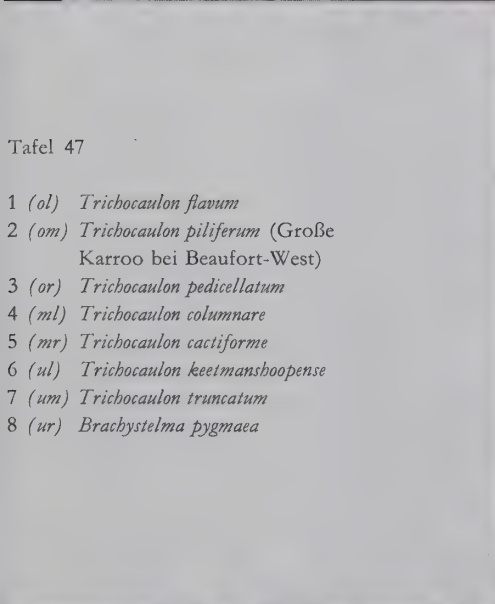 Tafel 47
1 (ol) Trichocaulon flavum
2 (om) Trichocaulon piliferum (Große
Karroo bei Beaufort-West)
3 (or) Trichocaulon pedicellatum
4 (ml) Trichocaulon columnare
5 (mr) Trichocaulon cactiforme
6 (ul) Trichocaulon keetmanshoopense
7 (um) Trichocaulon truncatum
8 (ur) Brachystelma pygmaea